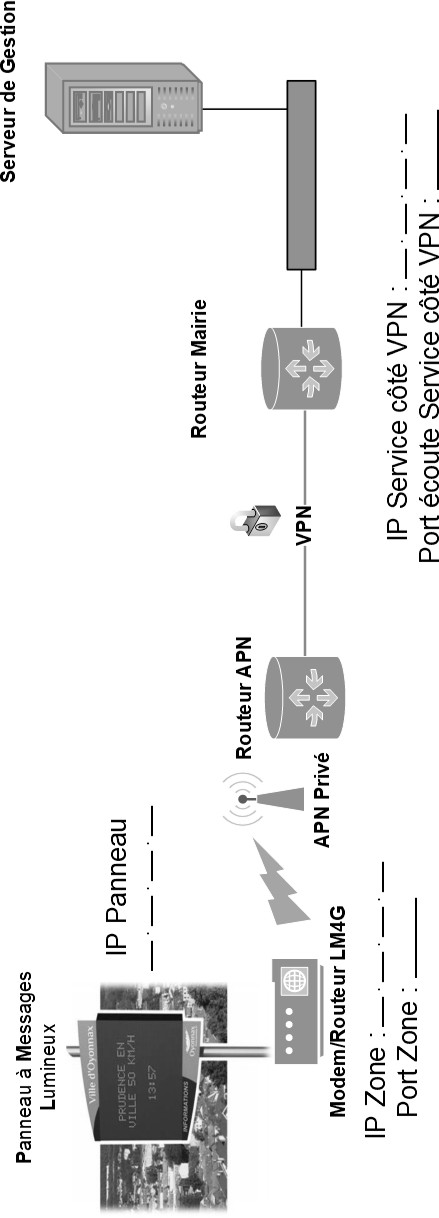 Panneau à Messages
Lumineux
Ville d'Oyonnax
PRUDENCE EN
VILLE 50 KM/H
13:57
INFORMATIONS
Oyonnax
IP Panneau
___.___.___.___
Modem/Routeur LM4G
IP Zone : ___.___.___.___
Port Zone : ______
APN Privé
Routeur APN
VPN
Routeur Mairie
Serveur de Gestion
IP Service côté VPN : ___.___.___.___
Port écoute Service côté VPN : ______